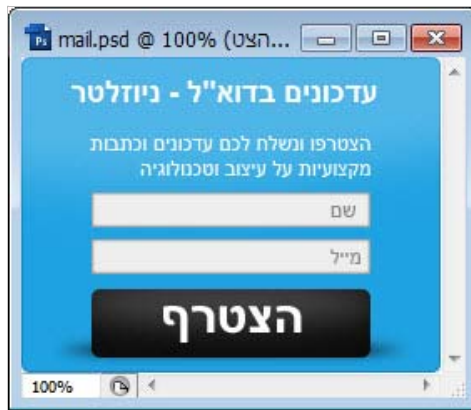 Ps mail.psd @ 100% (הצט...
עדכונים בדוא"ל - ניוזלטר
הצטרפו ונשלח לכם עדכונים וכתבות
מקצועיות על עיצוב וטכנולוגיה
שם
מייל
הצטרף
100%